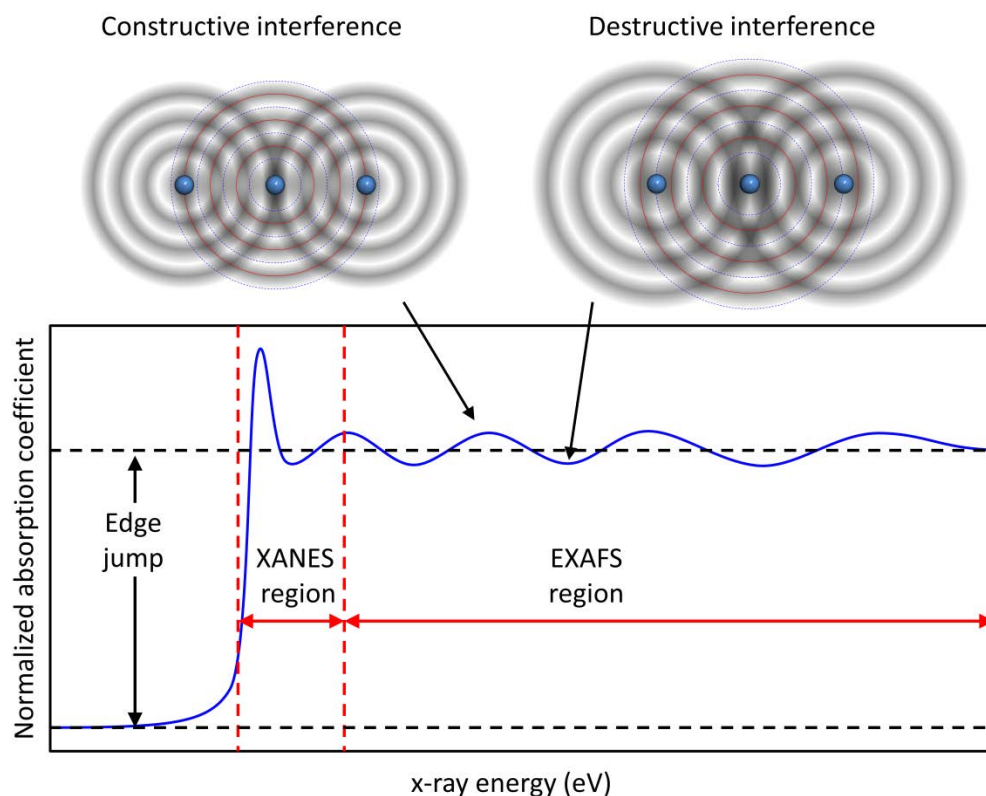 Constructive interference
Destructive interference
Normalized absorption coefficient
Edge
jump
XANES
region
EXAFS
region
x-ray energy (eV)